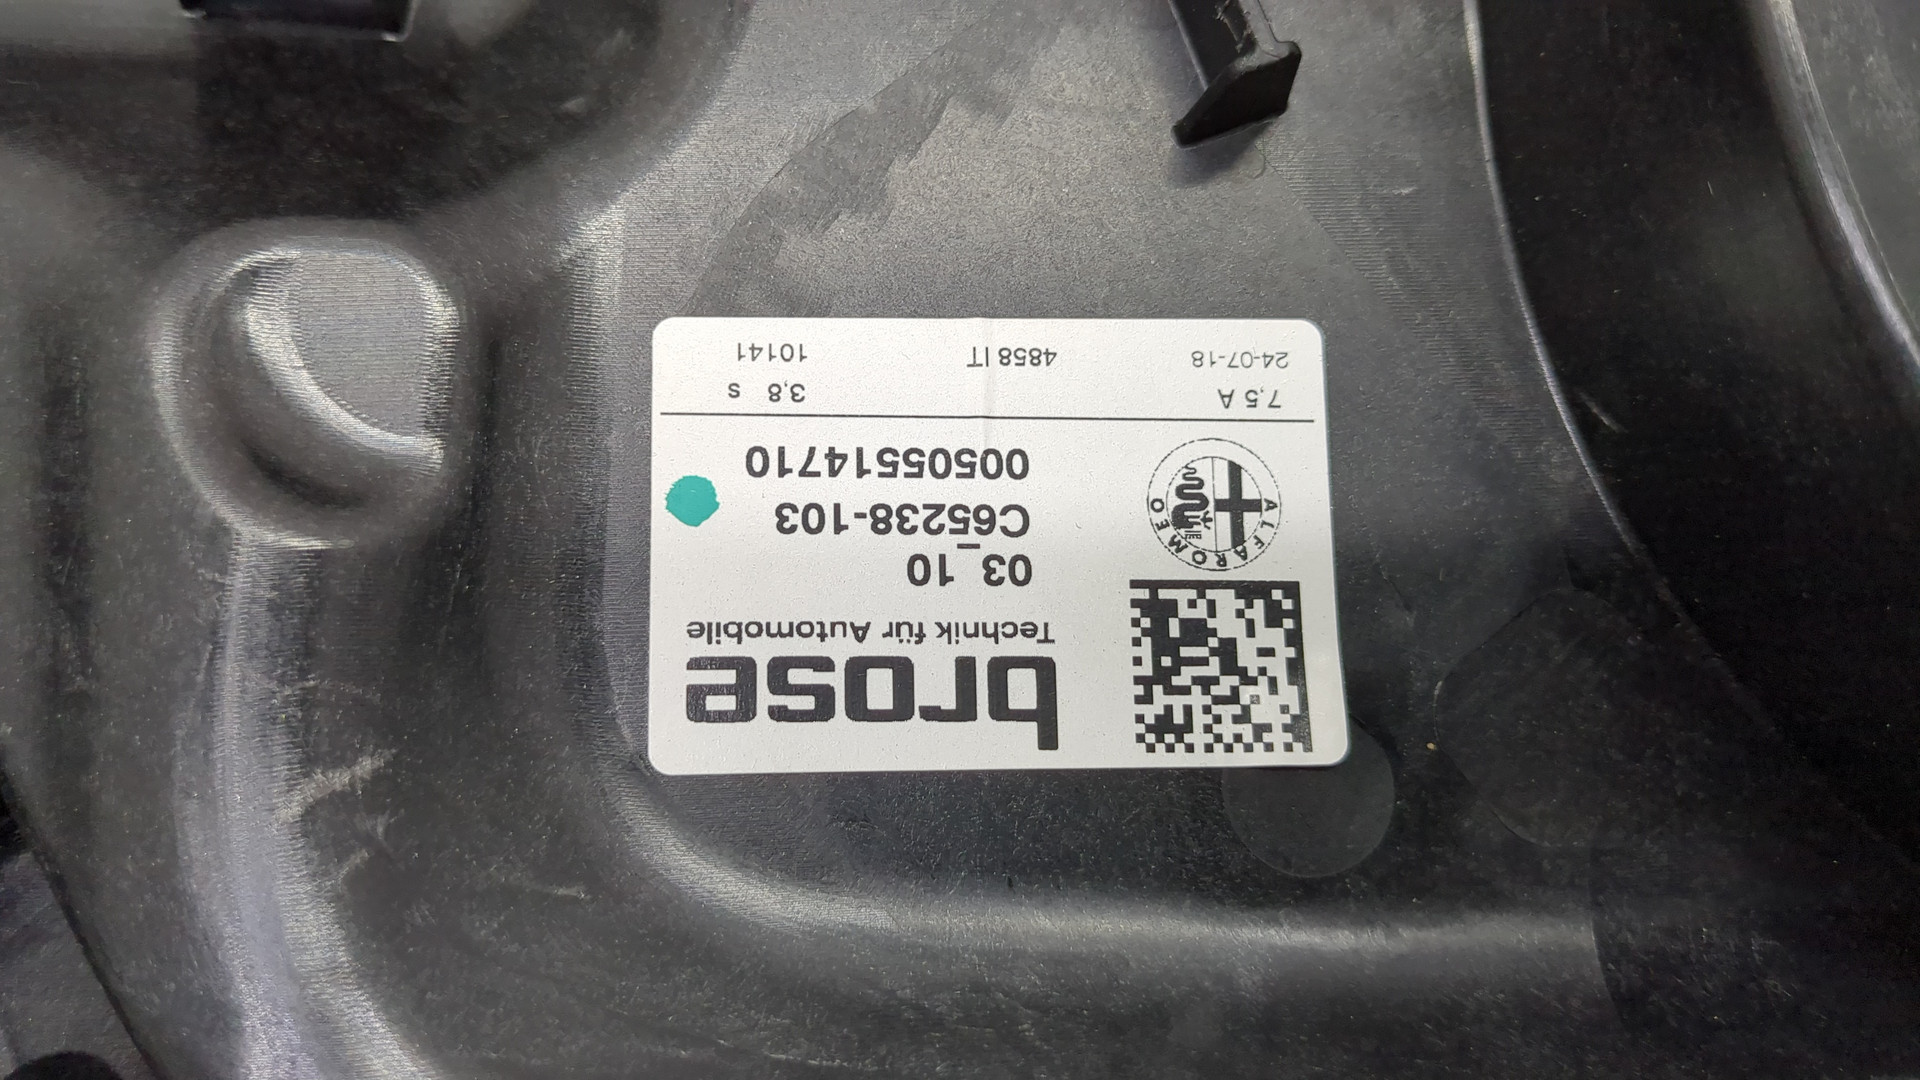 brose
Technik für Automobile
03_10
C65238-103
00505514710
ALFA ROMEO
7,5 A 3,8 s
24-07-18 4858 IT 10141